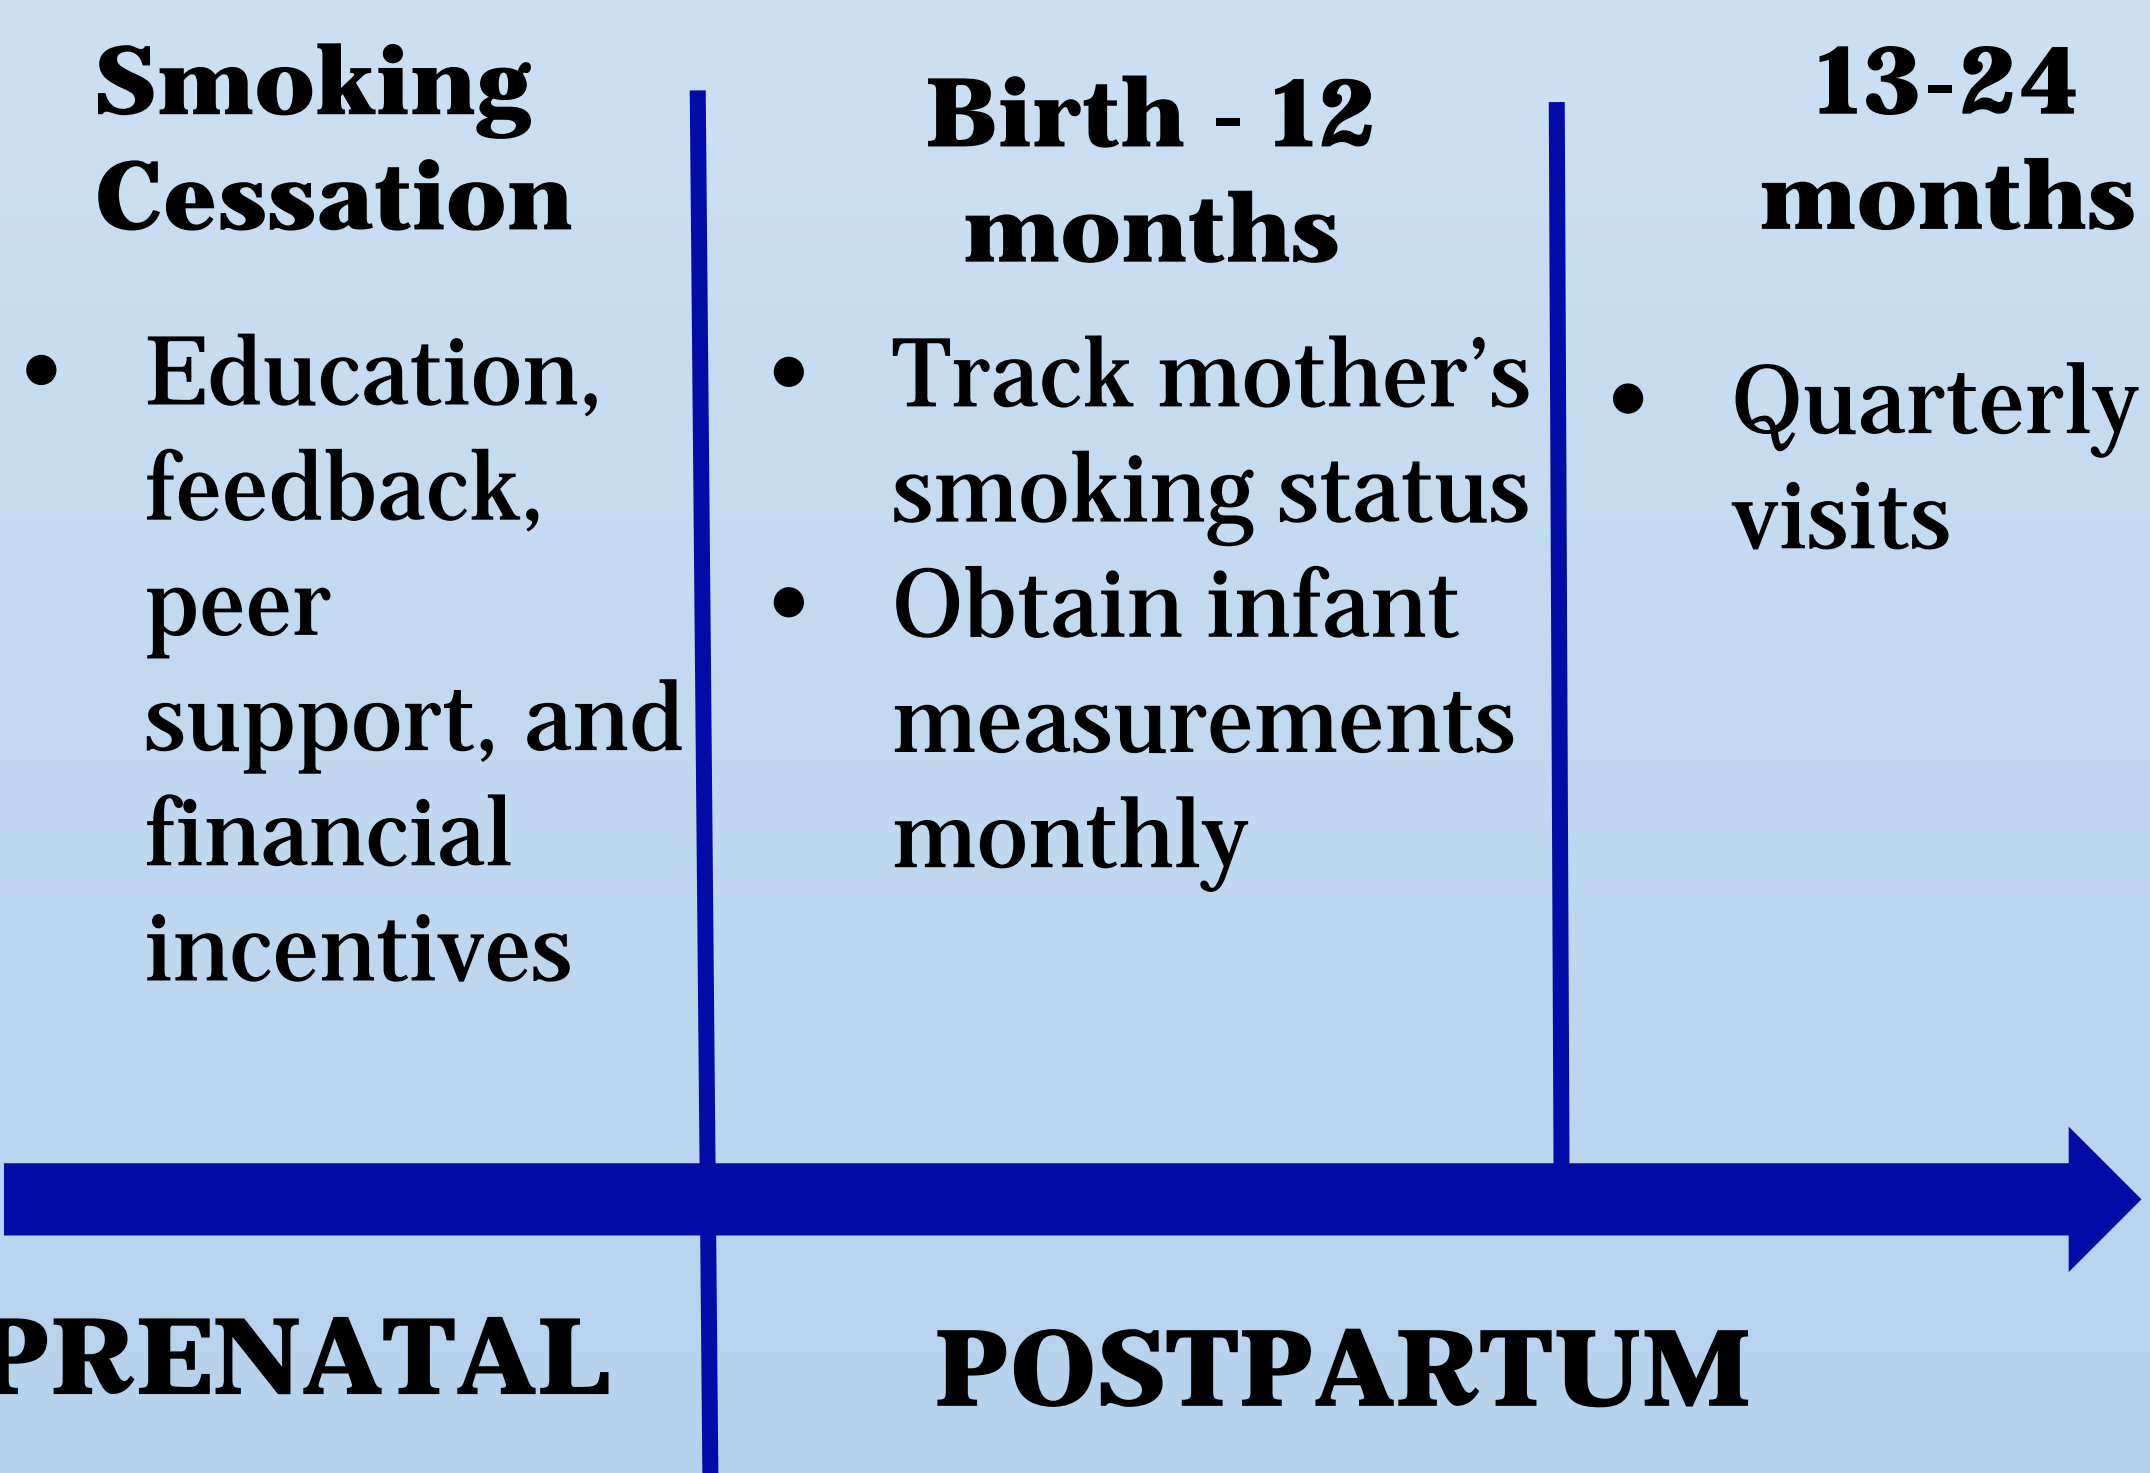 Smoking
Cessation
• Education,
feedback,
peer
support, and
financial
incentives
Birth - 12
months
• Track mother’s
smoking status
• Obtain infant
measurements
monthly
13-24
months
• Quarterly
visits
PRENATAL
POSTPARTUM